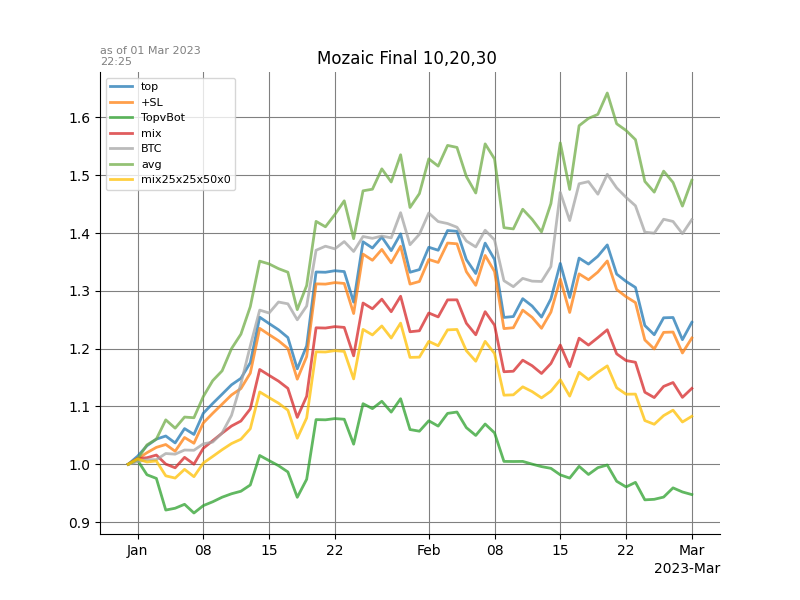 as of 01 Mar 2023
22:25
Mozaic Final 10,20,30
top
+SL
TopvBot
mix
BTC
avg
mix25x25x50x0
1.6
1.5
1.4
1.3
1.2
1.1
1.0
0.9
Jan 08 15 22 Feb 08 15 22 Mar
2023-Mar